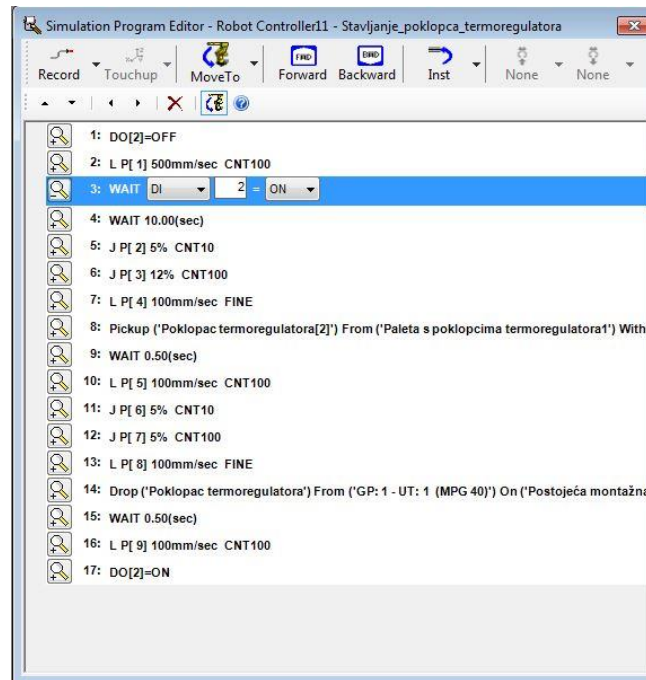 Simulation Program Editor - Robot Controller11 - Stavljanje_poklopca_termoregulatora
Record Touchup MoveTo FWD Forward BWD Backward Inst None None
1: DO[2]=OFF
2: L P[ 1] 500mm/sec CNT100
3: WAIT DI 2 = ON
4: WAIT 10.00(sec)
5: J P[ 2] 5% CNT10
6: J P[ 3] 12% CNT100
7: L P[ 4] 100mm/sec FINE
8: Pickup ('Poklopac termoregulatora[2]') From ('Paleta s poklopcima termoregulatora1') With
9: WAIT 0.50(sec)
10: L P[ 5] 100mm/sec CNT100
11: J P[ 6] 5% CNT10
12: J P[ 7] 5% CNT100
13: L P[ 8] 100mm/sec FINE
14: Drop ('Poklopac termoregulatora') From ('GP: 1 - UT: 1 (MPG 40)') On ('Postojeća montažna
15: WAIT 0.50(sec)
16: L P[ 9] 100mm/sec CNT100
17: DO[2]=ON